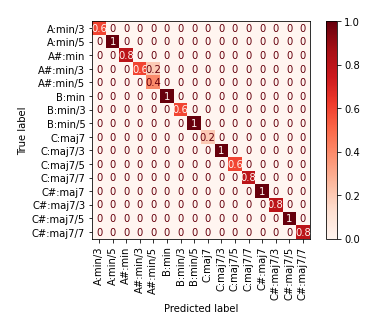 A:min/3 0.6 0 0 0 0 0 0 0 0 0 0 0 0 0 0 0
A:min/5 0 1 0 0 0 0 0 0 0 0 0 0 0 0 0 0
A#:min 0 0 0.8 0 0 0 0 0 0 0 0 0 0 0 0 0
A#:min/3 0 0 0 0.6 0.2 0 0 0 0 0 0 0 0 0 0 0
A#:min/5 0 0 0 0 0.4 0 0 0 0 0 0 0 0 0 0 0
B:min 0 0 0 0 0 1 0 0 0 0 0 0 0 0 0 0
B:min/3 0 0 0 0 0 0 0.6 0 0 0 0 0 0 0 0 0
B:min/5 0 0 0 0 0 0 0 1 0 0 0 0 0 0 0 0
C:maj7 0 0 0 0 0 0 0 0 0.2 0 0 0 0 0 0 0
C:maj7/3 0 0 0 0 0 0 0 0 0 1 0 0 0 0 0 0
C:maj7/5 0 0 0 0 0 0 0 0 0 0 0.6 0 0 0 0 0
C:maj7/7 0 0 0 0 0 0 0 0 0 0 0 0.8 0 0 0 0
C#:maj7 0 0 0 0 0 0 0 0 0 0 0 0 1 0 0 0
C#:maj7/3 0 0 0 0 0 0 0 0 0 0 0 0 0 0.8 0 0
C#:maj7/5 0 0 0 0 0 0 0 0 0 0 0 0 0 0 1 0
C#:maj7/7 0 0 0 0 0 0 0 0 0 0 0 0 0 0 0 0.8
True label
A:min/3
A:min/5
A#:min
A#:min/3
A#:min/5
B:min
B:min/3
B:min/5
C:maj7
C:maj7/3
C:maj7/5
C:maj7/7
C#:maj7
C#:maj7/3
C#:maj7/5
C#:maj7/7
Predicted label
1.0
0.8
0.6
0.4
0.2
0.0